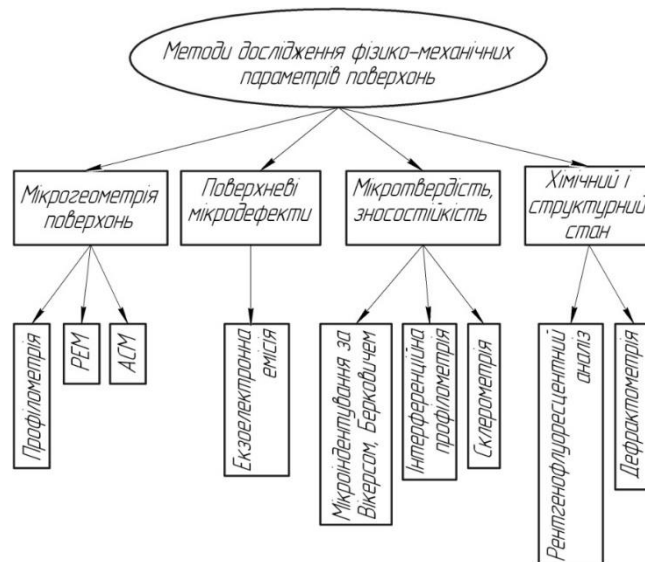 Методи дослідження фізико-механічних
параметрів поверхонь
Мікрогеометрія
поверхонь
Поверхневі
мікродефекти
Мікротвердість,
зносостійкість
Хімічний і
структурний
стан
Профілометрія
РЕМ
АСМ
Екзоелектронна
емісія
Мікроіндентування за
Вікерсом, Берковичем
Інтерференційна
профілометрія
Склерометрія
Рентгенофлуоресцентний
аналіз
Дефрактометрія